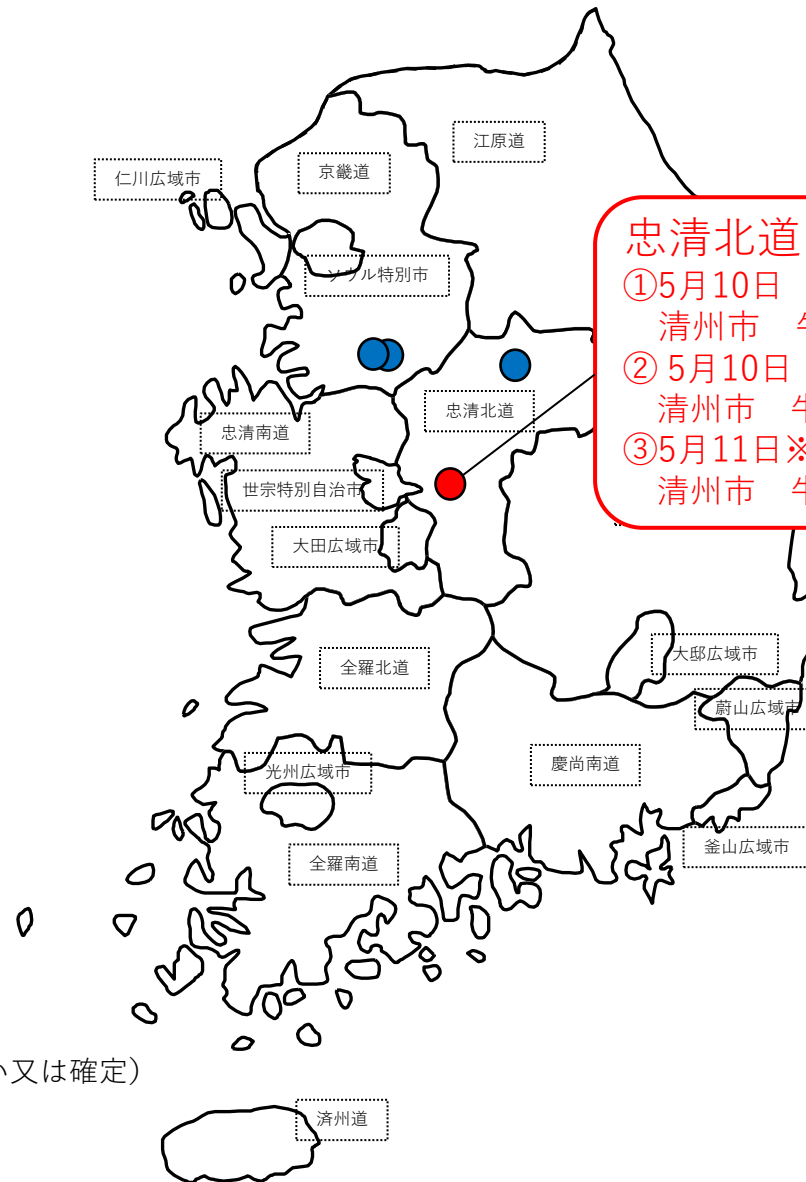 江原道
京畿道
仁川広域市
ソウル特別市
忠清北道
①5月10日
清州市
② 5月10日
清州市 牛
③5月11日※
清州市 牛
忠清北道
忠清南道
世宗特別自治市
大田広域市
全羅北道
大邸広域市
蔚山広域市
光州広域市
慶尚南道
釜山広域市
全羅南道
又は確定）
済州道